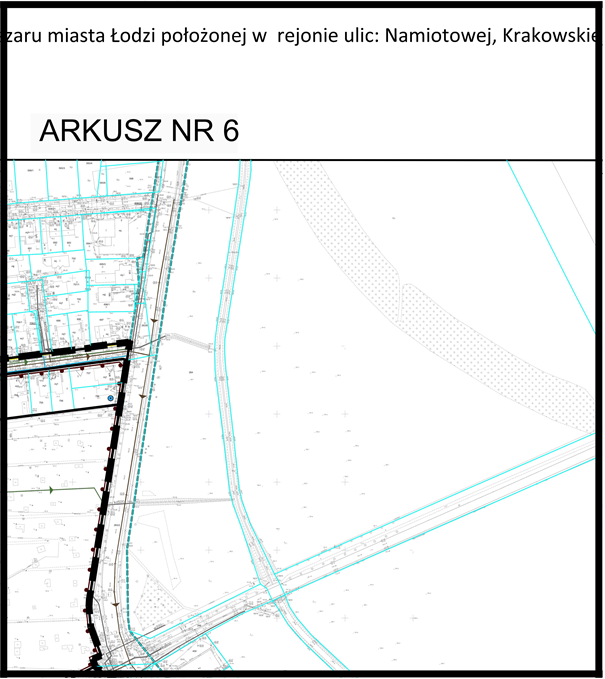 zaru miasta Łodzi położonej w rejonie ulic: Namiotowej, Krakowskie
ARKUSZ NR 6